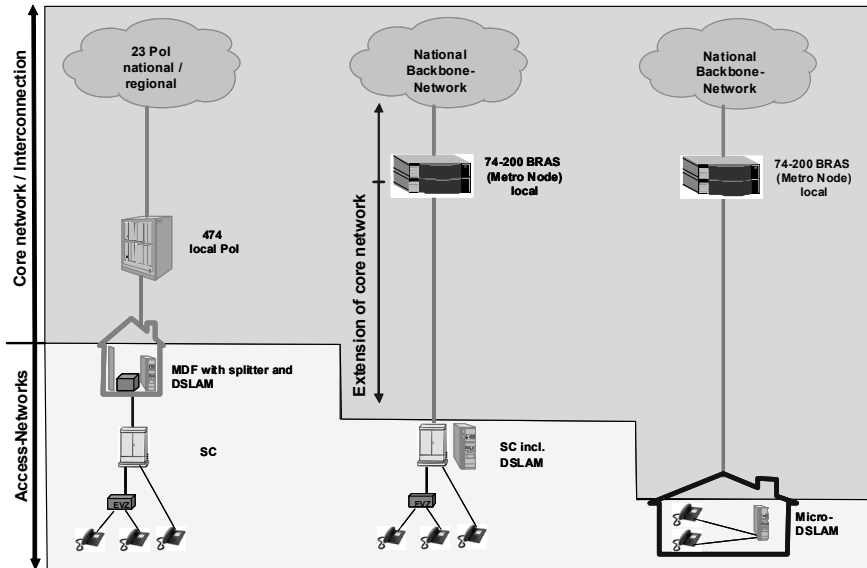 Core network / Interconnection
Access-Networks
23 PoI
national /
regional
474
local PoI
MDF with splitter and
DSLAM
SC
EVZ
National
Backbone-
Network
74-200 BRAS
(Metro Node)
local
Extension of core network
SC incl.
DSLAM
EVZ
National
Backbone-
Network
74-200 BRAS
(Metro Node)
local
Micro-
DSLAM